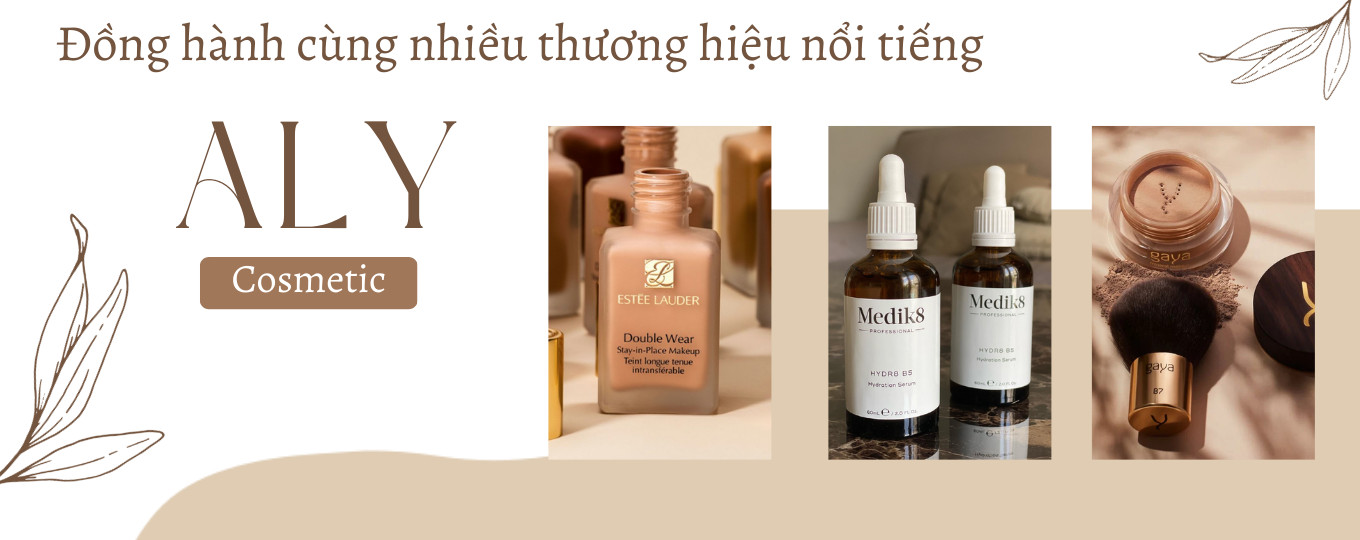 Đồng hành cùng nhiều thương hiệu nổi tiếng
ALY
Cosmetic
ESTĒE LAUDER
Double Wear
Stay-in-Place Makeup
Teint longue tenue
intransférable
Medik8
PROFESSIONAL
HYDR8 B5
Hydration Serum
Medik8
PROFESSIONAL
HYDR8 B5
Hydration Serum
gaya
gaya
87